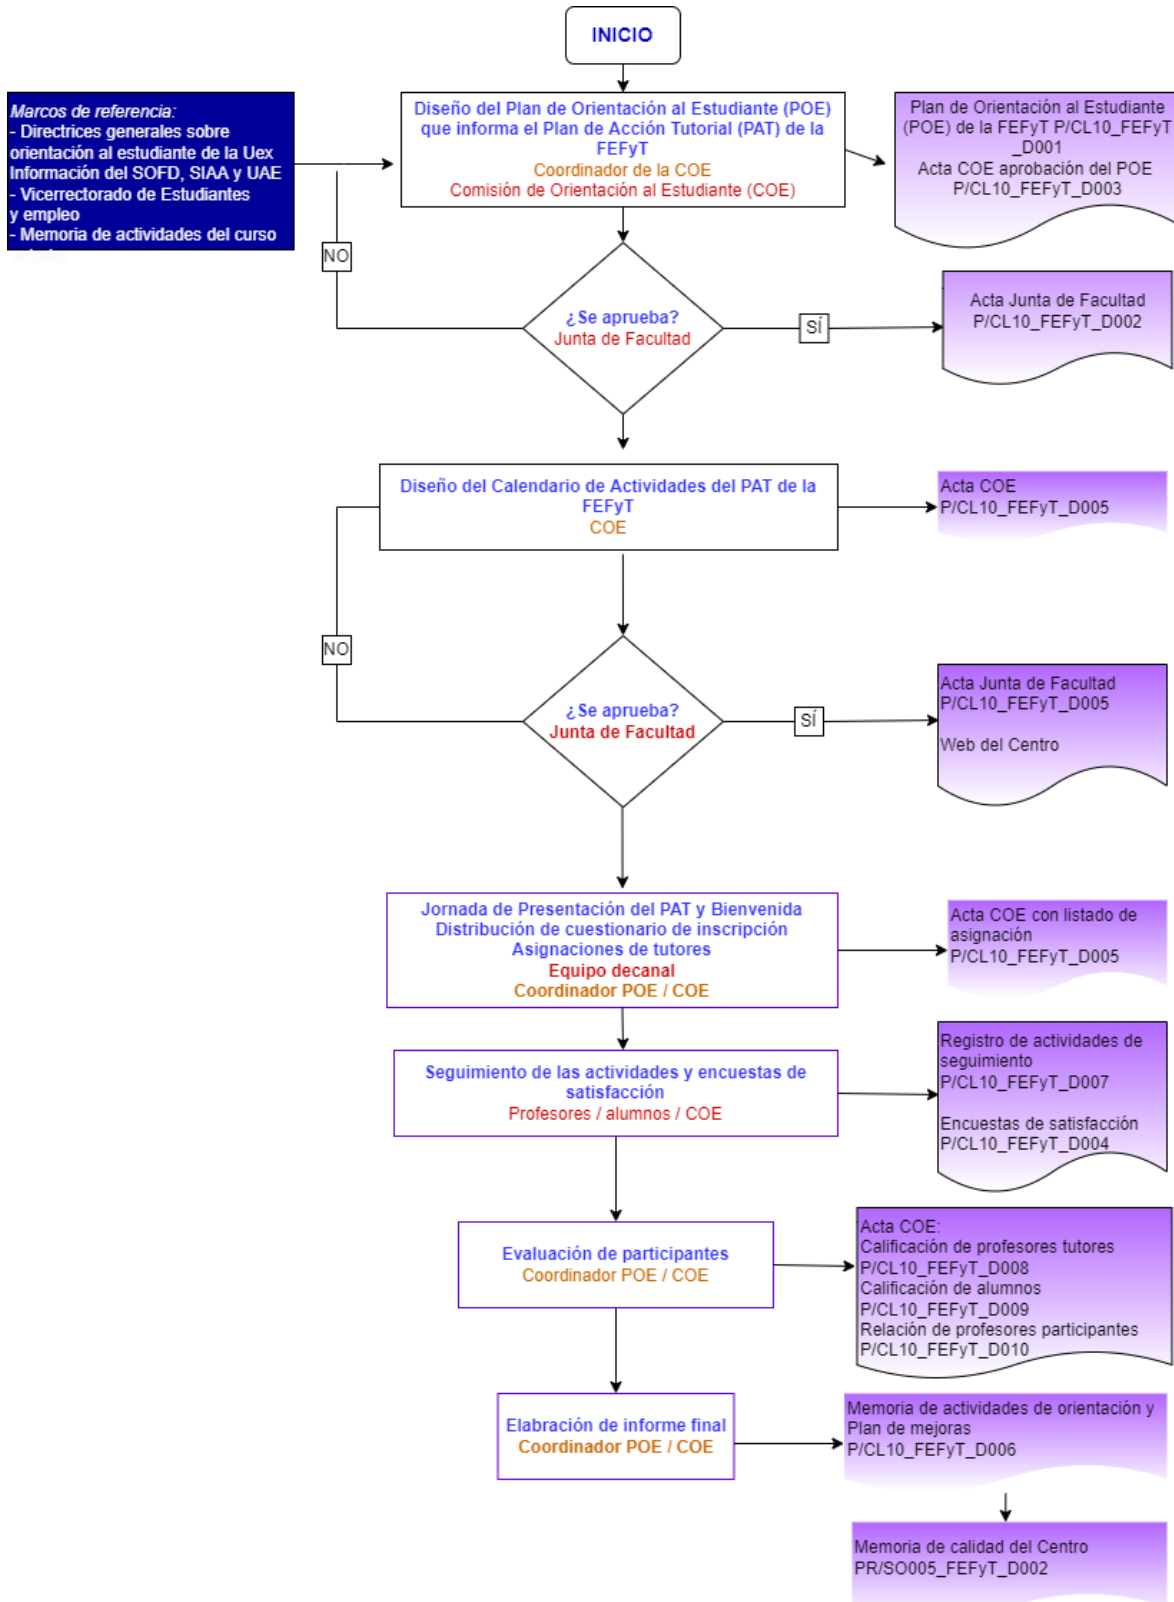 INICIO
Marcos de referencia:
- Directrices generales sobre
orientación al estudiante de la Uex
Información del SOFD, SIAA y UAE
- Vicerrectorado de Estudiantes
y empleo
- Memoria de actividades del curso
Diseño del Plan de Orientación al Estudiante (POE)
que informa el Plan de Acción Tutorial (PAT) de la
FEFyT
Coordinador de la COE
Comisión de Orientación al Estudiante (COE)
Plan de Orientación al Estudiante
(POE) de la FEFyT P/CL10_FEFyT
_D001
Acta COE aprobación del POE
P/CL10_FEFyT_D003
NO
¿Se aprueba?
Junta de Facultad
SÍ
Acta Junta de Facultad
P/CL10_FEFyT_D002
Diseño del Calendario de Actividades del PAT de la
FEFyT
COE
Acta COE
P/CL10_FEFyT_D005
NO
¿Se aprueba?
Junta de Facultad
SÍ
Acta Junta de Facultad
P/CL10_FEFyT_D005
Web del Centro
Jornada de Presentación del PAT y Bienvenida
Distribución de cuestionario de inscripción
Asignaciones de tutores
Equipo decanal
Coordinador POE / COE
Acta COE con listado de
asignación
P/CL10_FEFyT_D005
Seguimiento de las actividades y encuestas de
satisfacción
Profesores / alumnos / COE
Registro de actividades de
seguimiento
P/CL10_FEFyT_D007
Encuestas de satisfacción
P/CL10_FEFyT_D004
Evaluación de participantes
Coordinador POE / COE
Acta COE:
Calificación de profesores tutores
P/CL10_FEFyT_D008
Calificación de alumnos
P/CL10_FEFyT_D009
Relación de profesores participantes
P/CL10_FEFyT_D010
Elabración de informe final
Coordinador POE / COE
Memoria de actividades de orientación y
Plan de mejoras
P/CL10_FEFyT_D006
Memoria de calidad del Centro
PR/SO005_FEFyT_D002